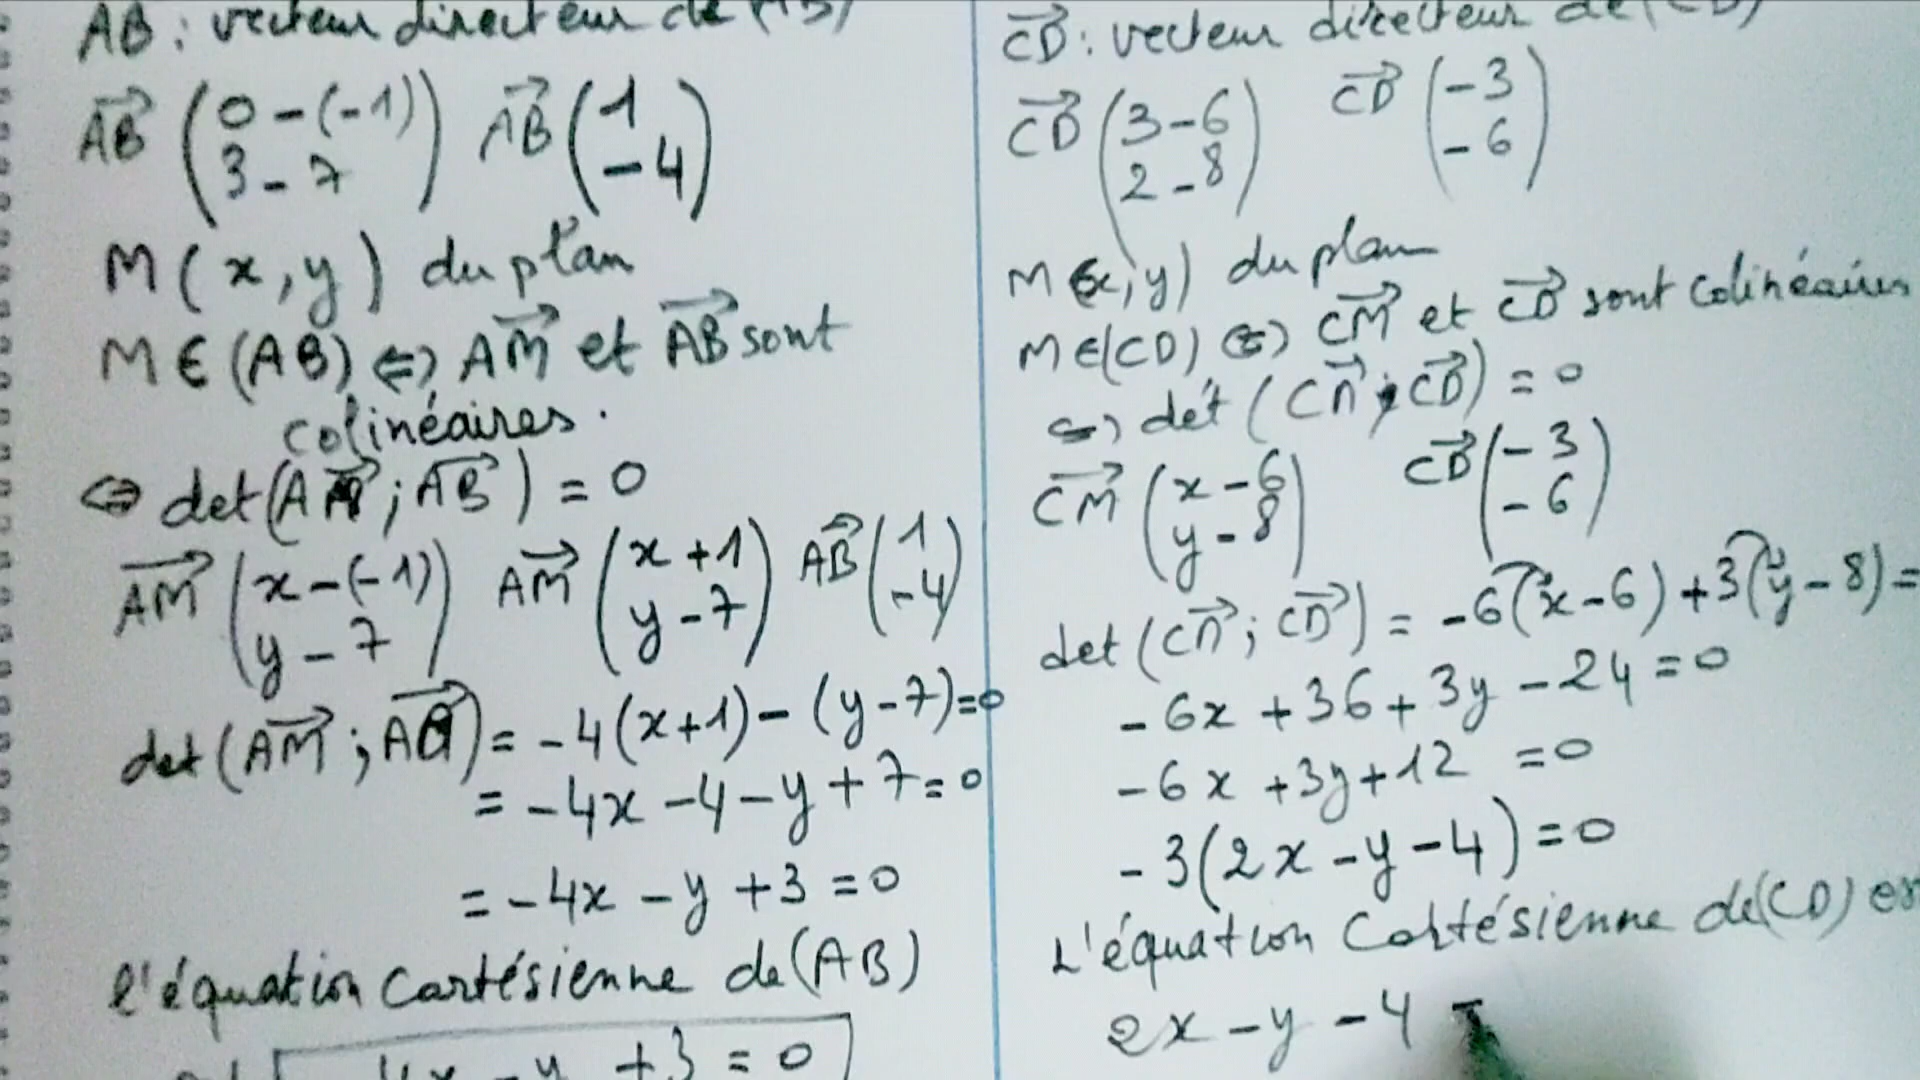 AB : vecteur directeur de (AB)
AB (0-(-1) 3-7) AB (1 -4)
M(x,y) du plan
M∈(AB) ⇔ AM et AB sont
colinéaires.
⇔ det(AM ; AB) = 0
AM (x-(-1) y-7) AM (x+1 y-7) AB (1 -4)
det(AM ; AB) = -4(x+1) - (y-7)=0
= -4x -4-y+7=0
= -4x -y +3 =0
l'équation cartésienne de (AB)
-y +3 = 0
CD : vecteur directeur de (CD)
CD (3-6 2-8) CD (-3 -6)
M(x,y) du plan
M∈(CD) ⇔ CM et CD sont colinéaires
⇔ dét (CM ; CD) = 0
CM (x-6 y-8) CD (-3 -6)
det (CM ; CD) = -6(x-6)+3(y-8)=
-6x +36+3y -24 =0
-6x +3y+12 =0
-3(2x -y-4)=0
L'équation Cartésienne de (CD) es
2x -y -4